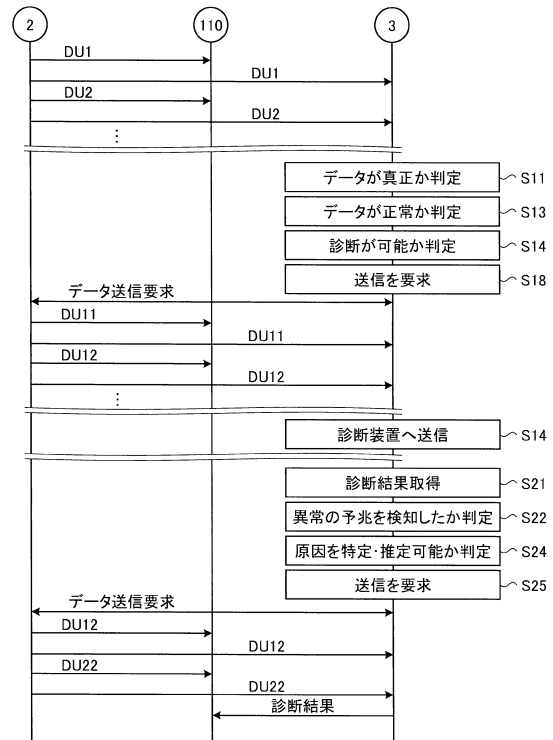 2 110 3
DU1
DU1
DU2
DU2
⋮
データが真正か判定 S11
データが正常か判定 S13
診断が可能か判定 S14
送信を要求 S18
データ送信要求
DU11
DU11
DU12
DU12
⋮
診断装置へ送信 S14
診断結果取得 S21
異常の予兆を検知したか判定 S22
原因を特定・推定可能か判定 S24
送信を要求 S25
データ送信要求
DU12
DU12
DU22
DU22
診断結果